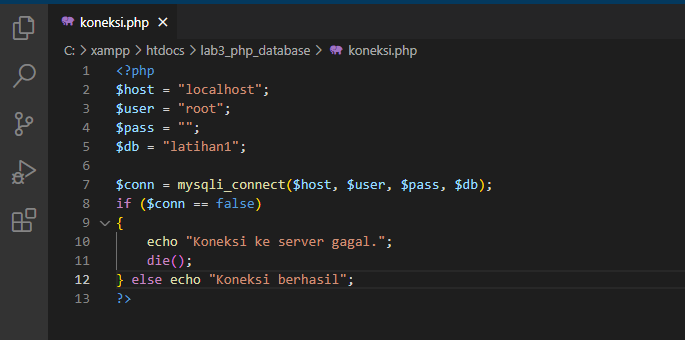 koneksi.php
C: > xampp > htdocs > lab3_php_database > koneksi.php
1 <?php
2 $host = "localhost";
3 $user = "root";
4 $pass = "";
5 $db = "latihan1";
6
7 $conn = mysqli_connect($host, $user, $pass, $db);
8 if ($conn == false)
9 {
10     echo "Koneksi ke server gagal.";
11     die();
12 } else echo "Koneksi berhasil";
13 ?>